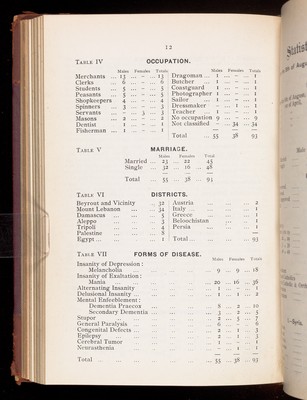 12
TABLE IV OCCUPATION.
Males Females Totals Males Females Totals
Merchants ... 13 ... – ... 13 Dragoman ... 1 ... – ... 1
Clerks ... 6 ... – ... 6 Butcher ... 1 ... – ... 1
Students ... 5 ... – ... 5 Coastguard 1 ... – ... 1
Peasants ... 5 ... – ... 5 Photographer 1 ... – ... 1
Shopkeepers 4 ... – ... 4 Sailor ... 1 ... – ... 1
Spinners ... 3 ... – ... 3 Dressmaker – ... 1 ... 1
Servants ... – ... 3 ... 3 Teacher ... 1 ... – ... 1
Masons ... 2 ... – ... 2 No occupation 9 ... – ... 9
Dentist ... 1 ... – ... 1 Not classified – ... 34 ... 34
Fisherman ... 1 ... – ... 1
Total ... 55 38 93
TABLE V MARRIAGE.
Males Females Total
Married ... 23 ... 22 45
Single ... 32 ... 16 ... 48
Total ... 55 ... 38 ... 93
TABLE VI DISTRICTS.
Beyrout and Vicinity ... 32 Austria ... 2
Mount Lebanon ... 34 Italy ... 1
Damascus ... 5 Greece ... 1
Aleppo ... 3 Beloochistan ... 1
Tripoli ... 4 Persia ... 1
Palestine ... 8
Egypt ... 1 Total ... 93
TABLE VII FORMS OF DISEASE.
Males Females Totals
Insanity of Depression:
Melancholia ... 9 ... 9 ... 18
Insanity of Exaltation:
Mania ... 20 ... 16 ... 36
Alternating Insanity ... 1 ... – ... 1
Delusional Insanity ... 1 ... 1 ... 2
Mental Enfeeblement:
Dementia Praecox ... 8 ... 2 ... 10
Secondary Dementia ... 3 ... 2 ... 5
Stupor ... 2 ... 5 ... 7
General Paralysis ... 6 ... – ... 6
Congenital Defects ... 2 ... 1 ... 3
Epilepsy ... 2 ... 1 ... 3
Cerebral Tumor ... 1 ... – ... 1
Neurasthenia
Total ... 55 38 ... 93
Statist